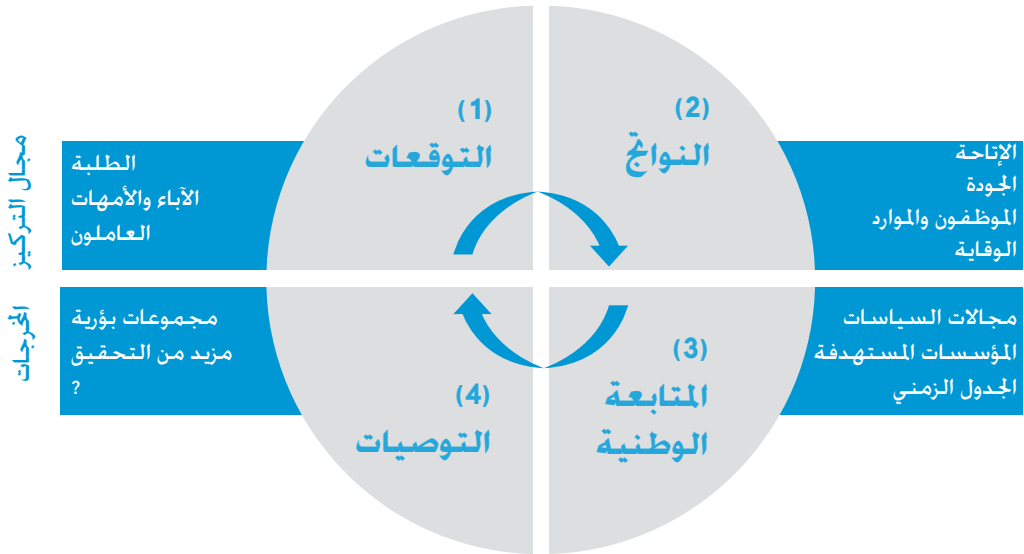 مجال التركيز
الطلبة
الآباء والأمهات
العاملون
(1)
التوقعات
(2)
النواتج
الإتاحة
الجودة
الموظفون والموارد
الوقاية
المخرجات
مجموعات بؤرية
مزيد من التحقيق
?
(4)
التوصيات
(3)
المتابعة
الوطنية
مجالات السياسات
المؤسسات المستهدفة
الجدول الزمني